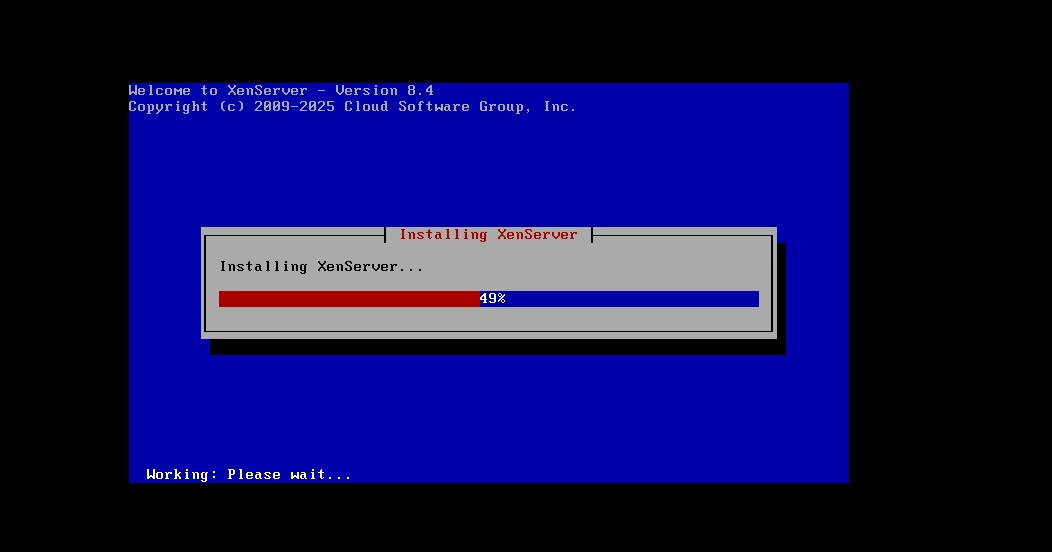 Welcome to XenServer - Version 8.4
Copyright (c) 2009-2025 Cloud Software Group, Inc.
Installing XenServer
Installing XenServer...
49%
Working: Please wait...